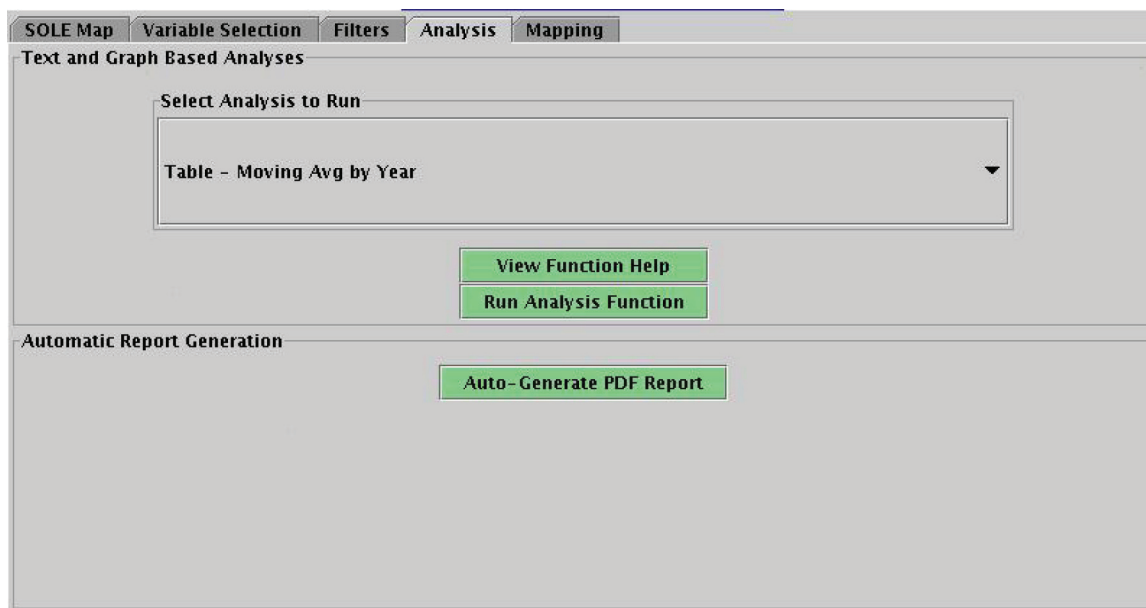 SOLE Map Variable Selection Filters Analysis Mapping
Text and Graph Based Analyses
Select Analysis to Run
Table - Moving Avg by Year
View Function Help
Run Analysis Function
Automatic Report Generation
Auto-Generate PDF Report